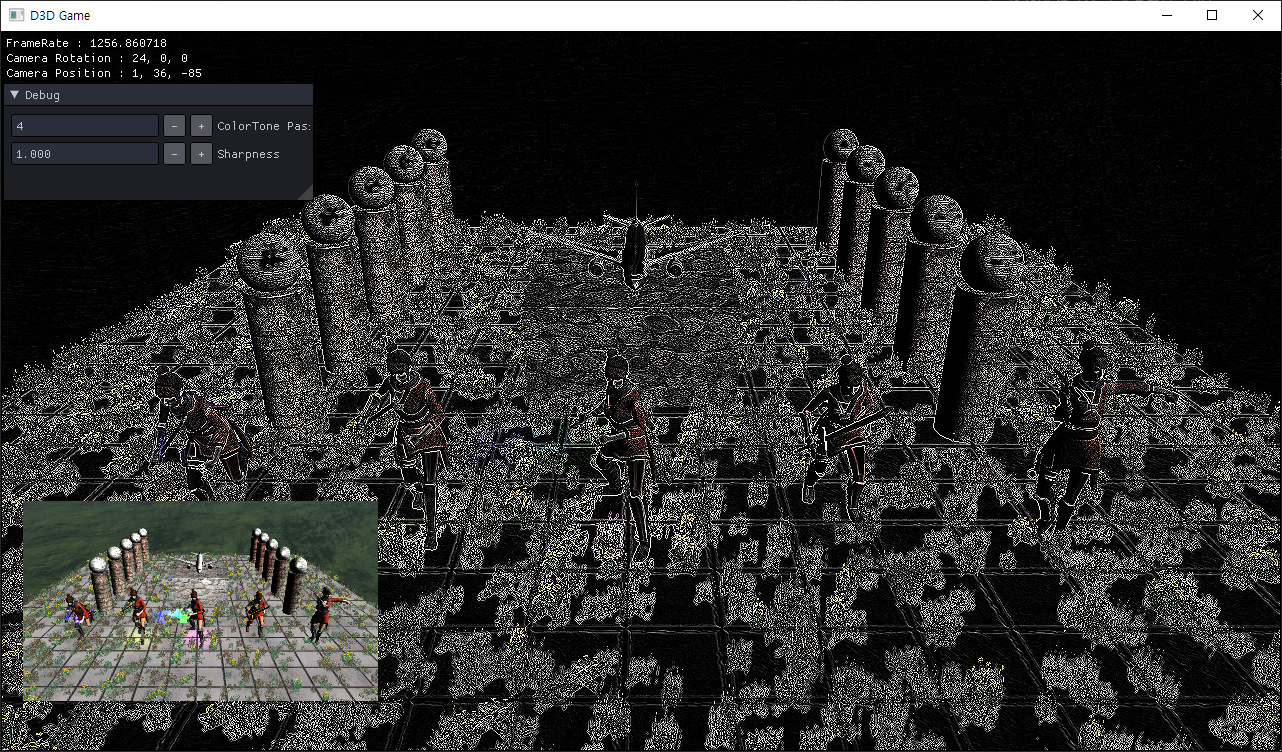 D3D Game
FrameRate : 1256.860718
Camera Rotation : 24, 0, 0
Camera Position : 1, 36, -85
Debug
4 - + ColorTone Pas
1.000 - + Sharpness